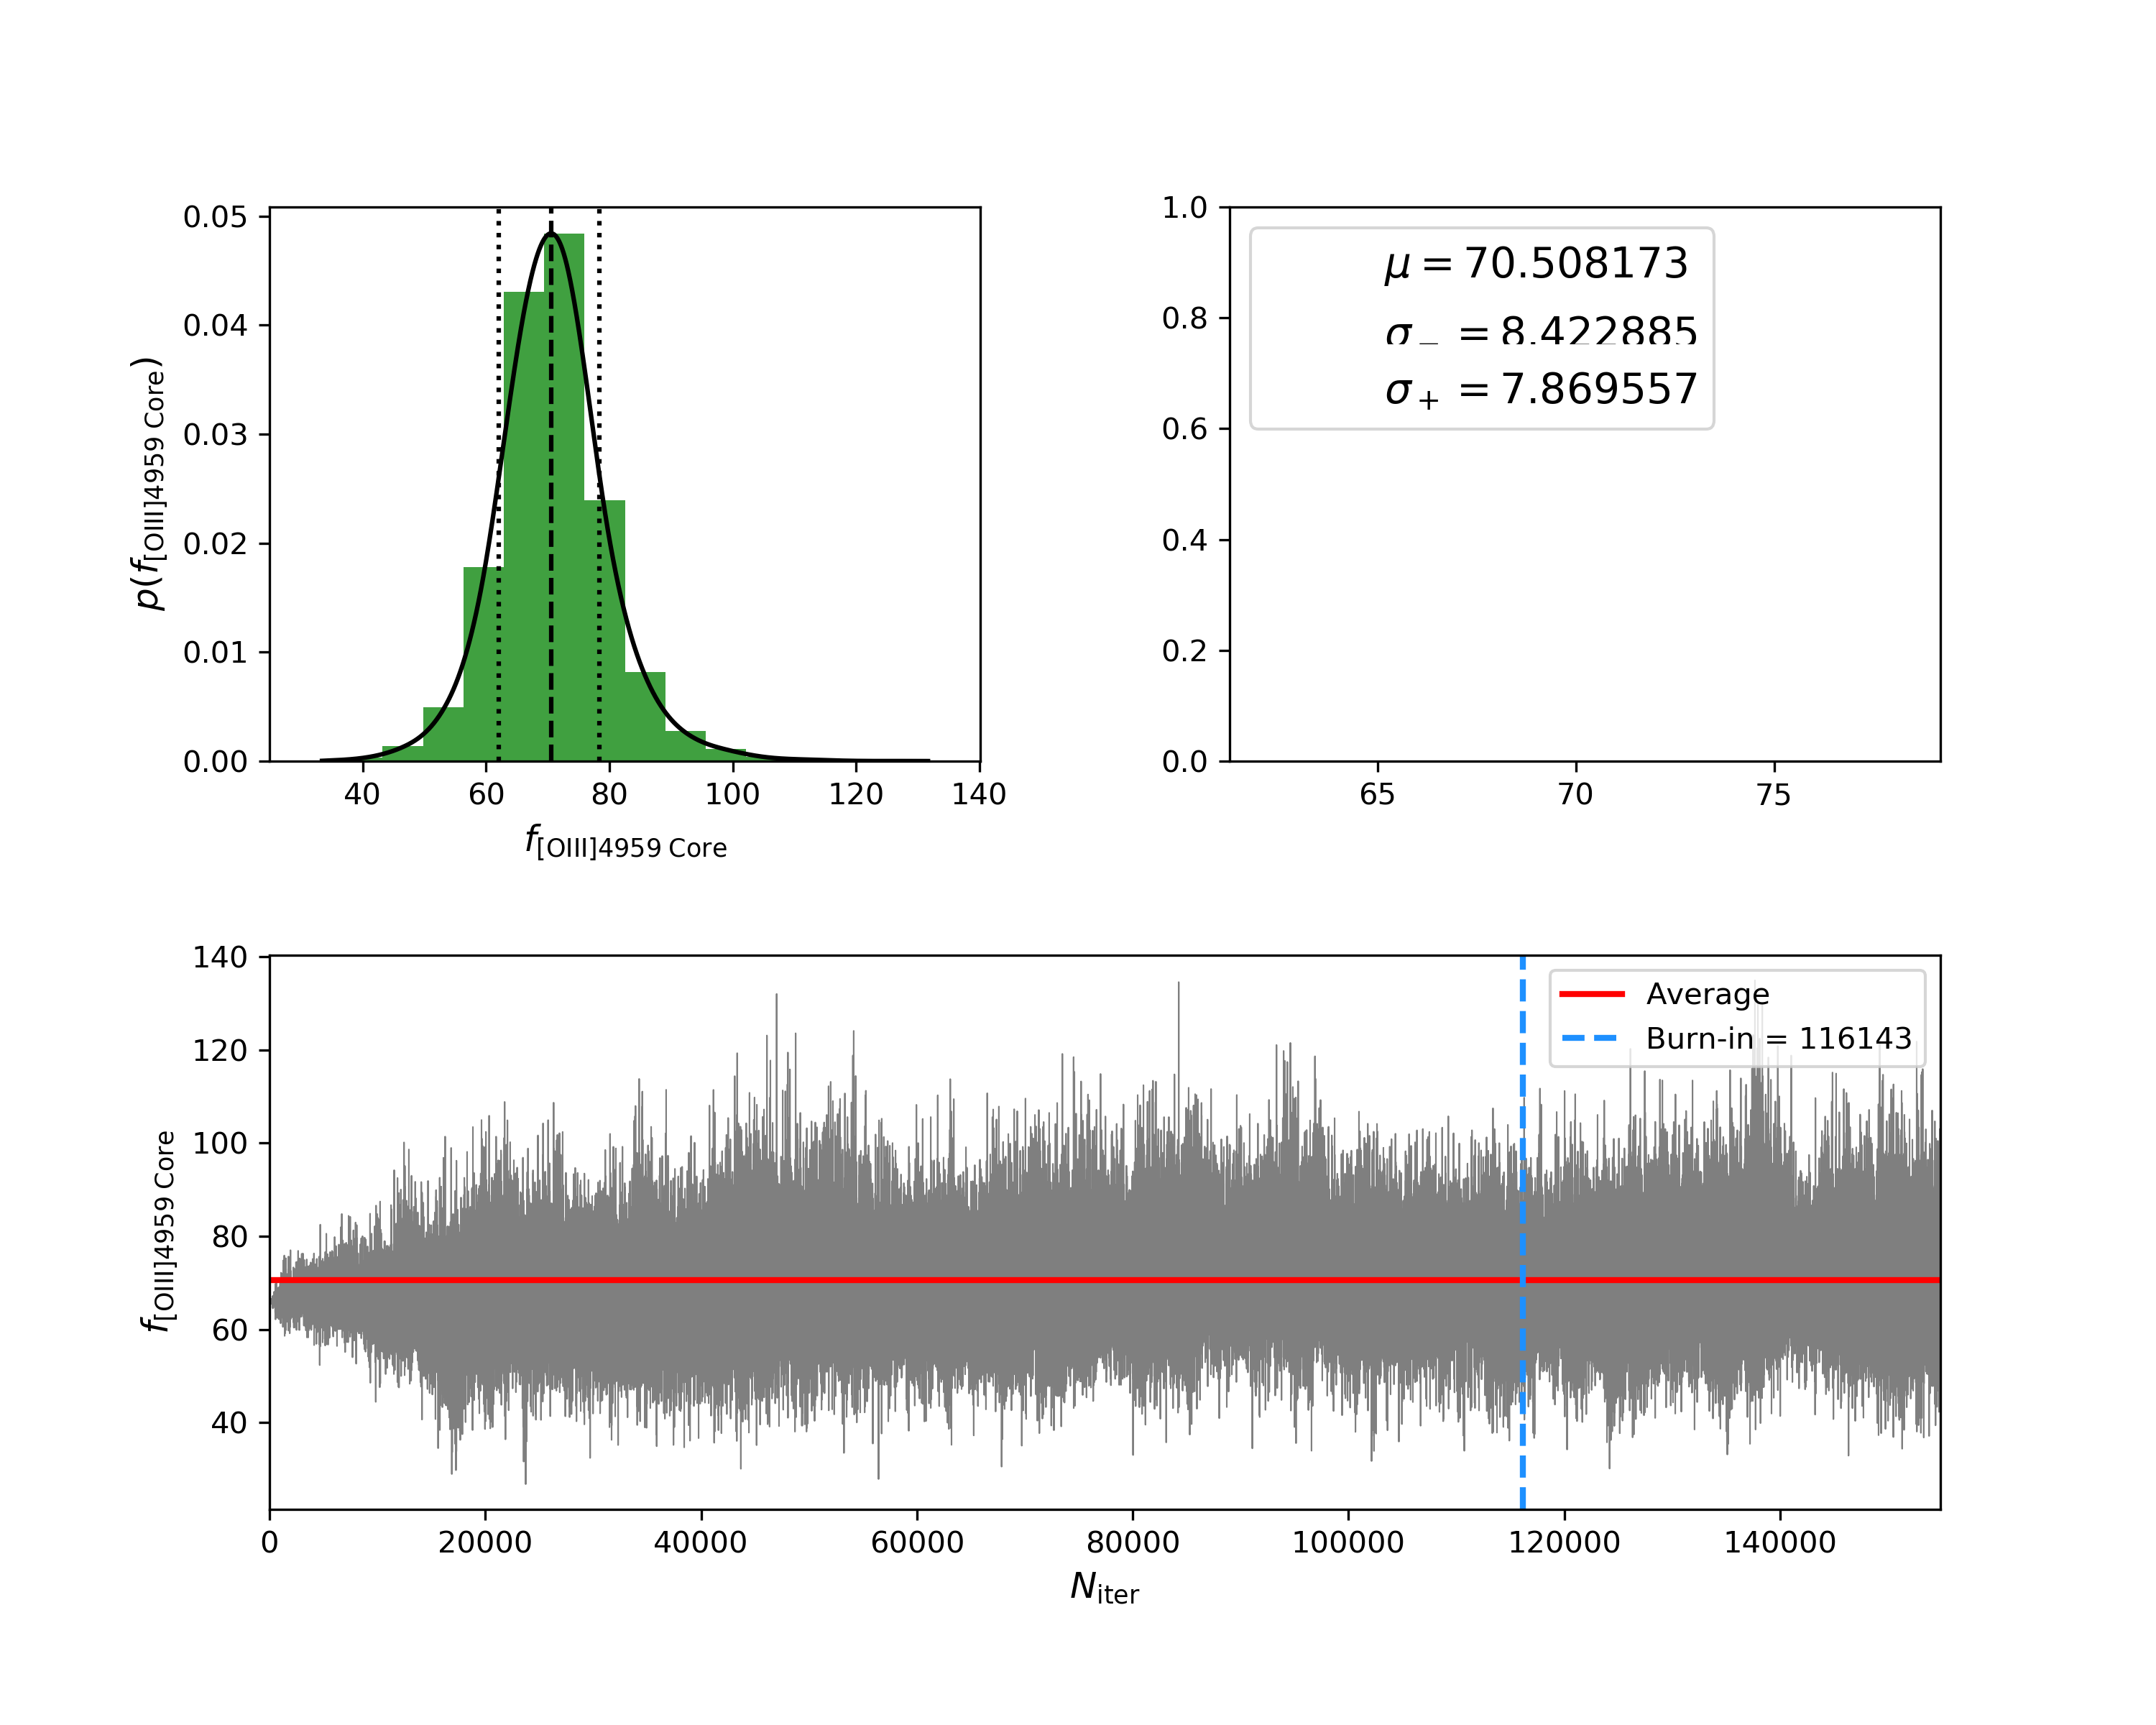 0.05
0.04
0.03
0.02
0.01
0.00
p(f[OIII]4959 Core)
40 60 80 100 120 140
f[OIII]4959 Core
1.0
0.8
0.6
0.4
0.2
0.0
μ = 70.508173
σ− = 8.422885
σ+ = 7.869557
65 70 75
140
120
100
80
60
40
f[OIII]4959 Core
Average
Burn-in = 116143
0 20000 40000 60000 80000 100000 120000 140000
Niter